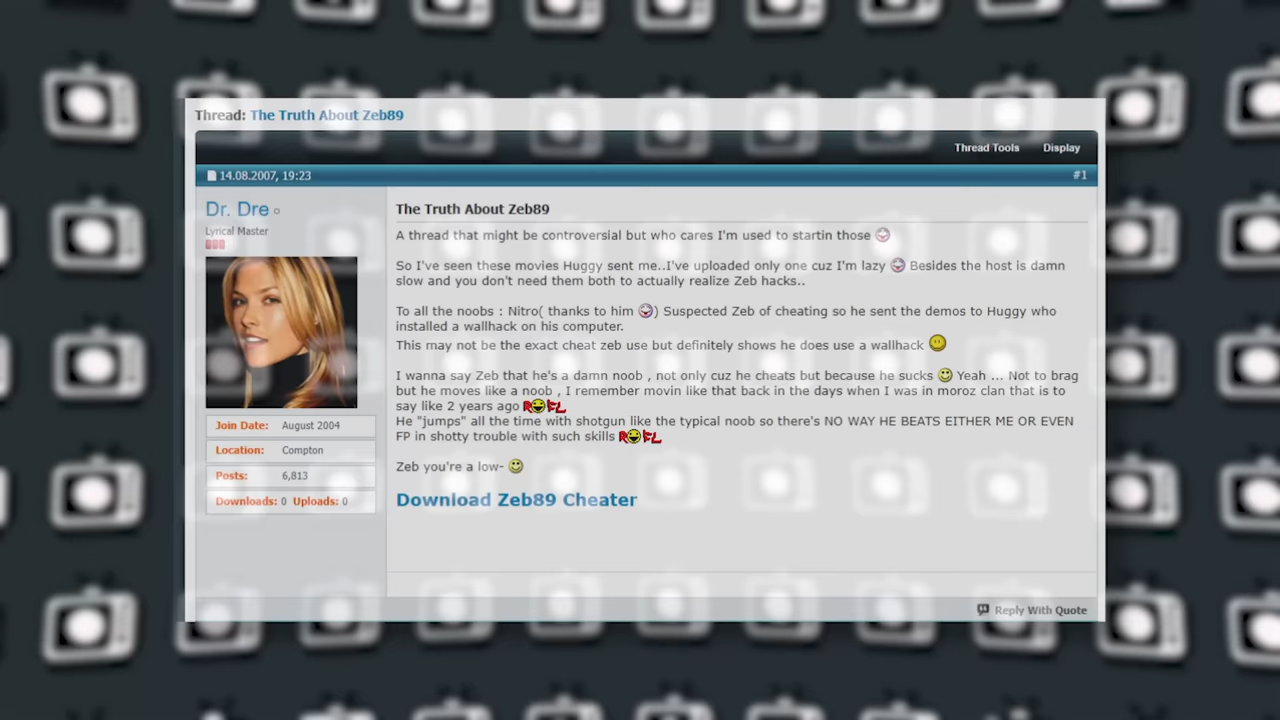 Thread: The Truth About Zeb89
Thread Tools Display
14.08.2007, 19:23 #1
Dr. Dre
Lyrical Master
Join Date: August 2004
Location: Compton
Posts: 6,813
Downloads: 0 Uploads: 0
The Truth About Zeb89
A thread that might be controversial but who cares I'm used to startin those
So I've seen these movies Huggy sent me..I've uploaded only one cuz I'm lazy Besides the host is damn
slow and you don't need them both to actually realize Zeb hacks..
To all the noobs : Nitro( thanks to him ) Suspected Zeb of cheating so he sent the demos to Huggy who
installed a wallhack on his computer.
This may not be the exact cheat zeb use but definitely shows he does use a wallhack
I wanna say Zeb that he's a damn noob , not only cuz he cheats but because he sucks Yeah ... Not to brag
but he moves like a noob , I remember movin like that back in the days when I was in moroz clan that is to
say like 2 years ago ROFL
He "jumps" all the time with shotgun like the typical noob so there's NO WAY HE BEATS EITHER ME OR EVEN
FP in shotty trouble with such skills ROFL
Zeb you're a low-
Download Zeb89 Cheater
Reply With Quote